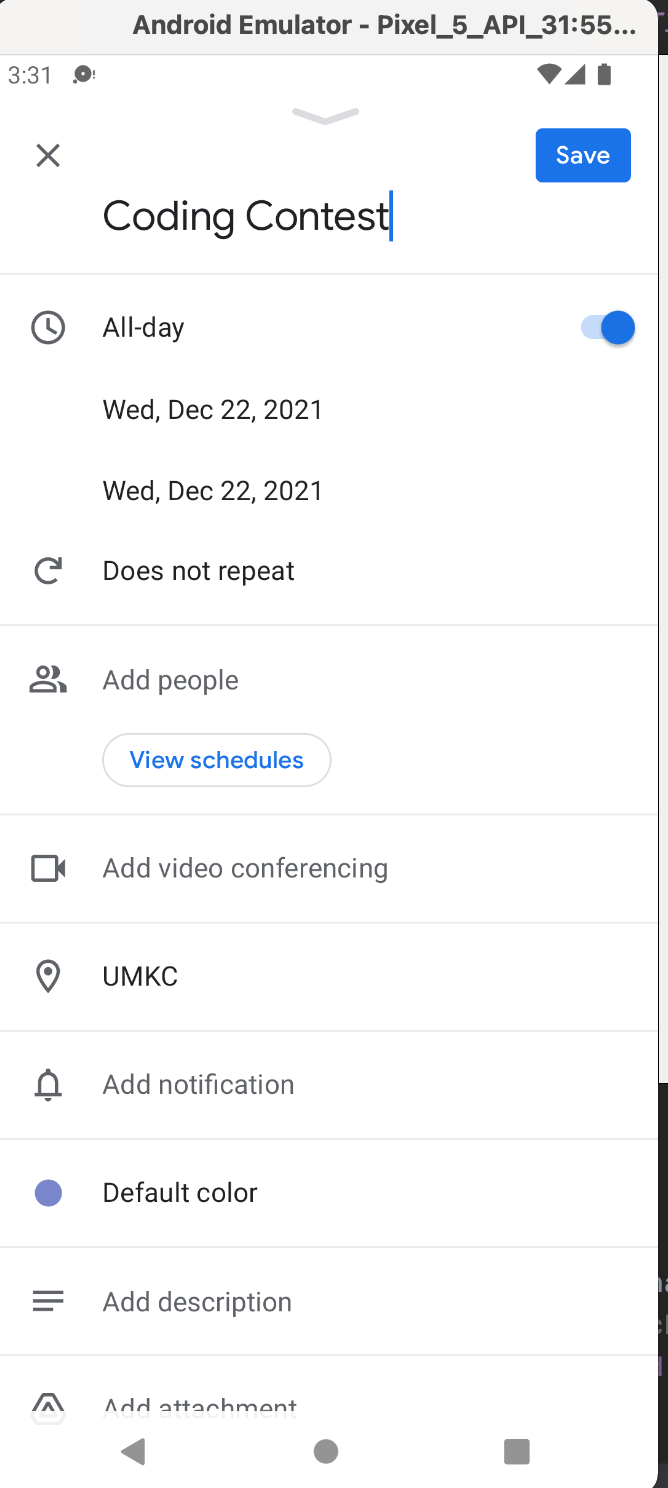 Android Emulator - Pixel_5_API_31:55...
3:31
Save
Coding Contest
All-day
Wed, Dec 22, 2021
Wed, Dec 22, 2021
Does not repeat
Add people
View schedules
Add video conferencing
UMKC
Add notification
Default color
Add description
Add attachment